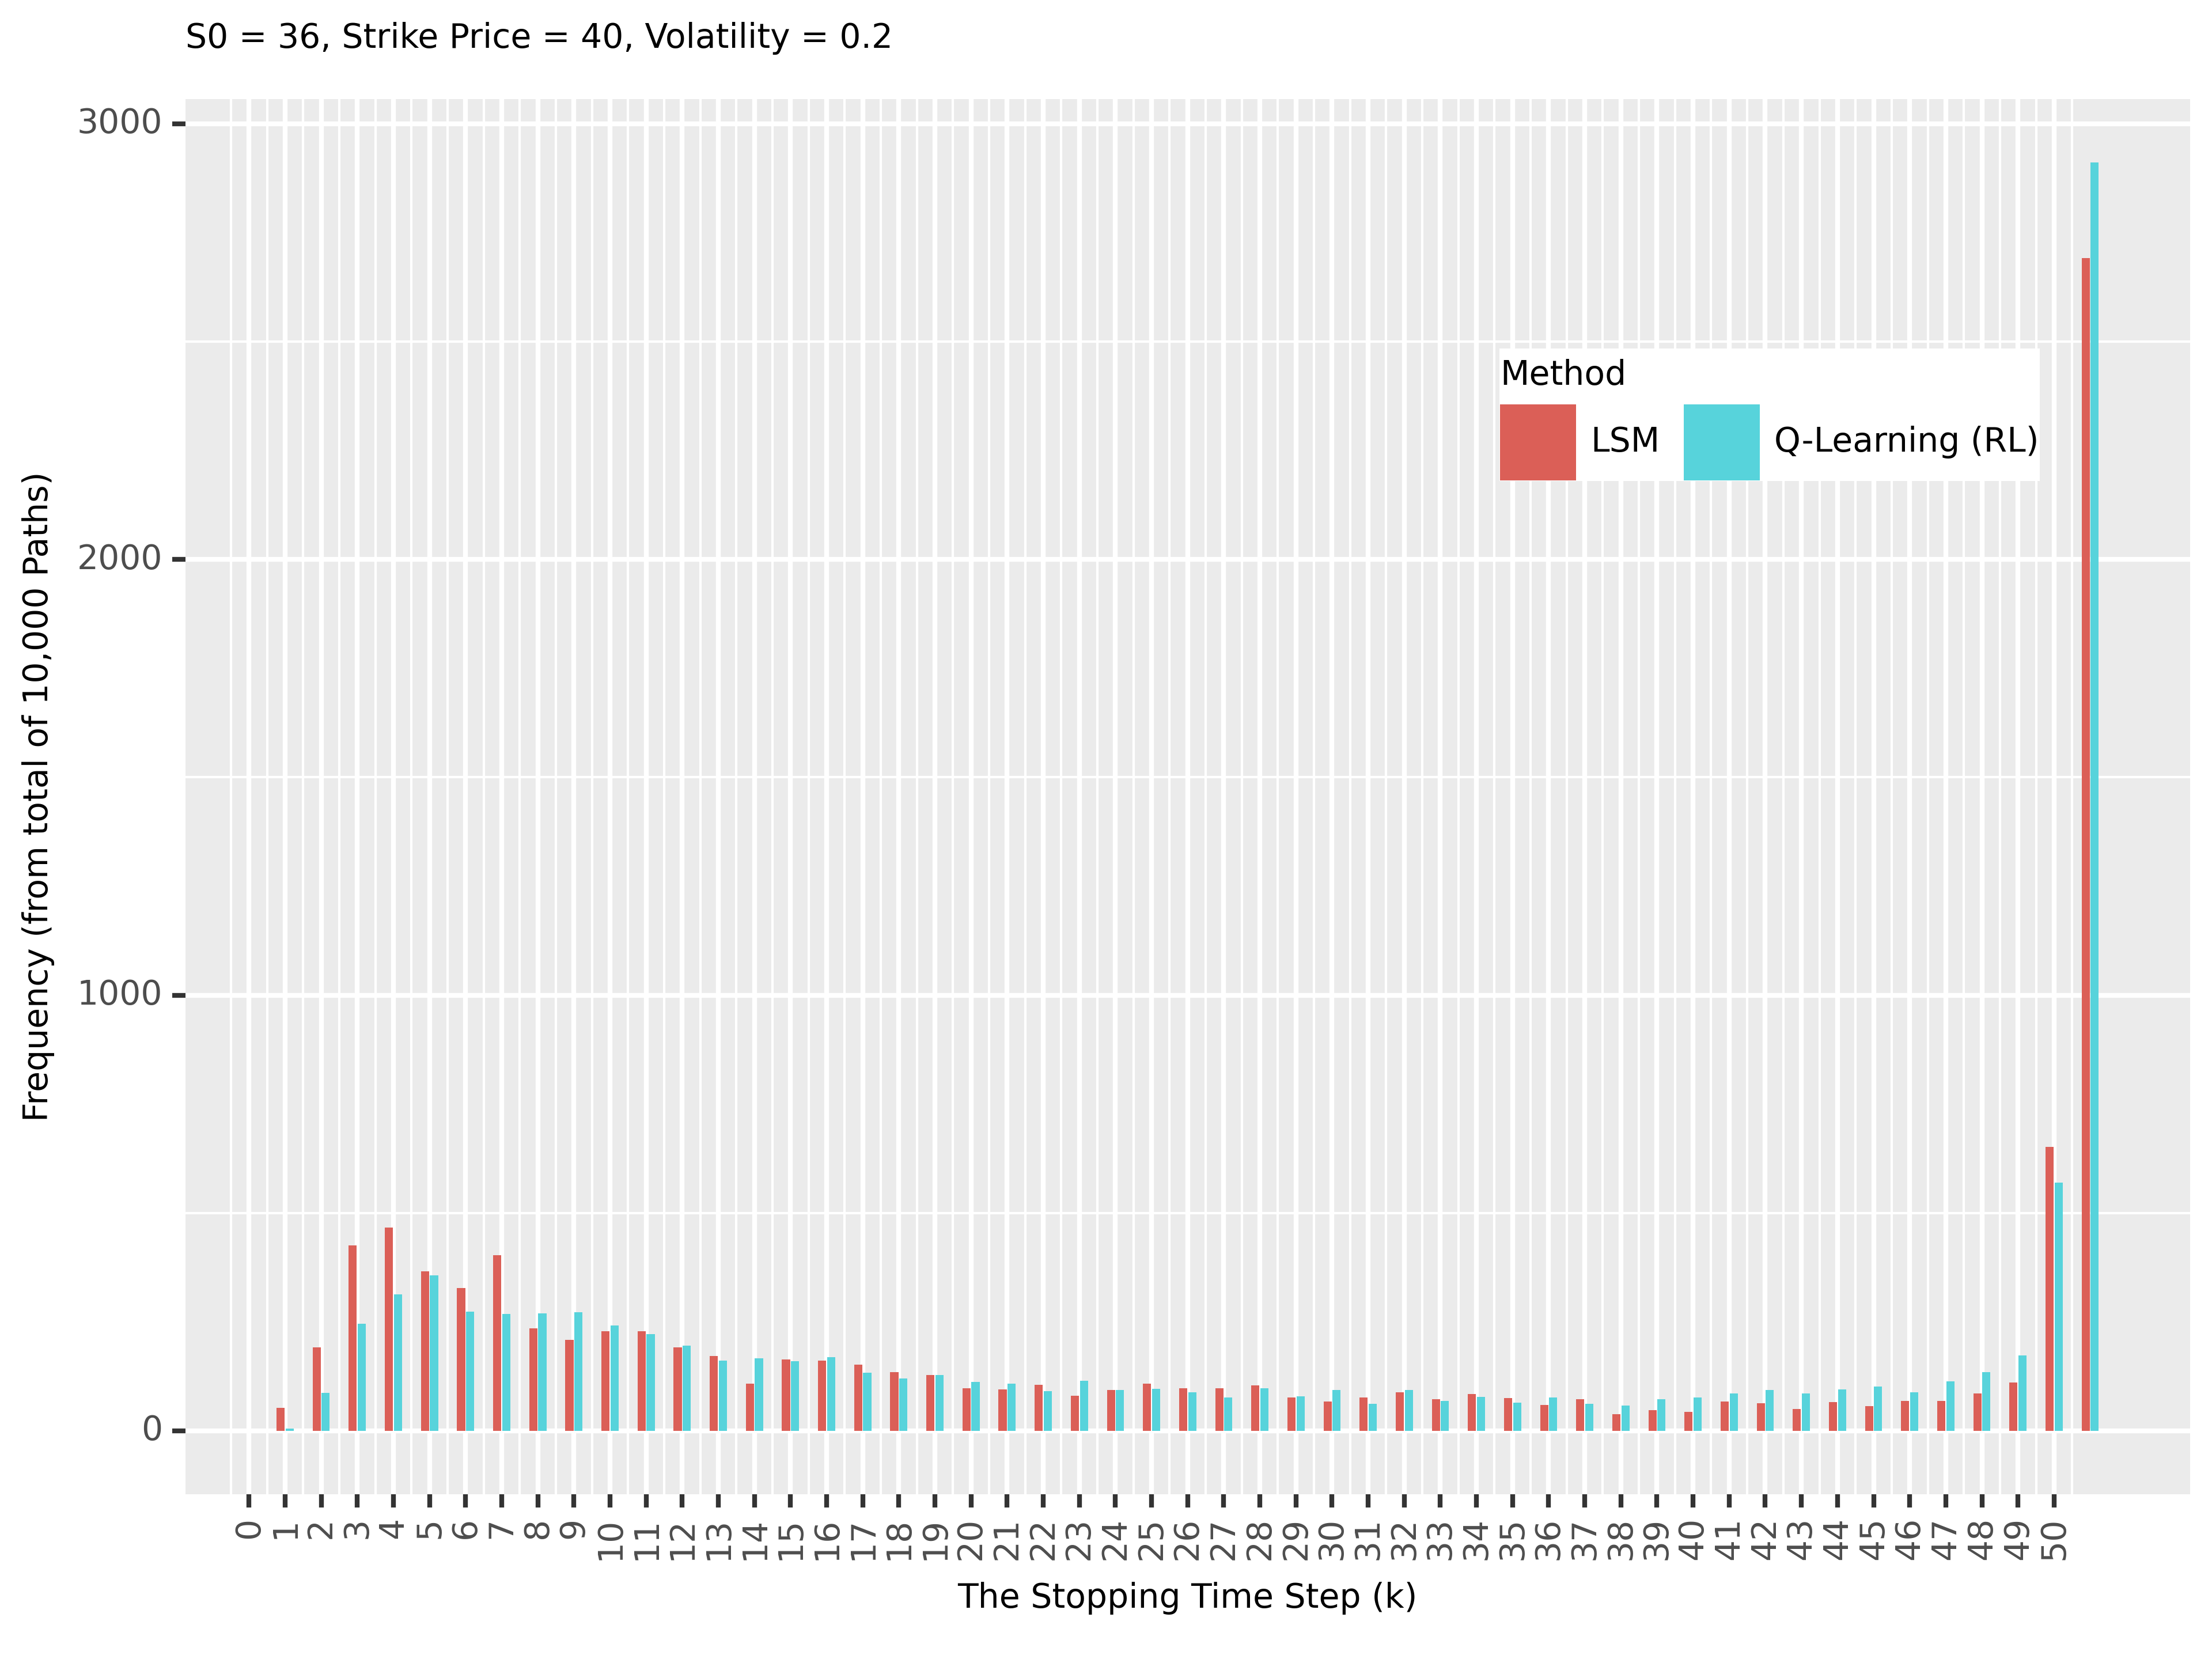 S0 = 36, Strike Price = 40, Volatility = 0.2
Frequency (from total of 10,000 Paths)
3000
2000
1000
0
Method
LSM
Q-Learning (RL)
0 1 2 3 4 5 6 7 8 9 10 11 12 13 14 15 16 17 18 19 20 21 22 23 24 25 26 27 28 29 30 31 32 33 34 35 36 37 38 39 40 41 42 43 44 45 46 47 48 49 50
The Stopping Time Step (k)